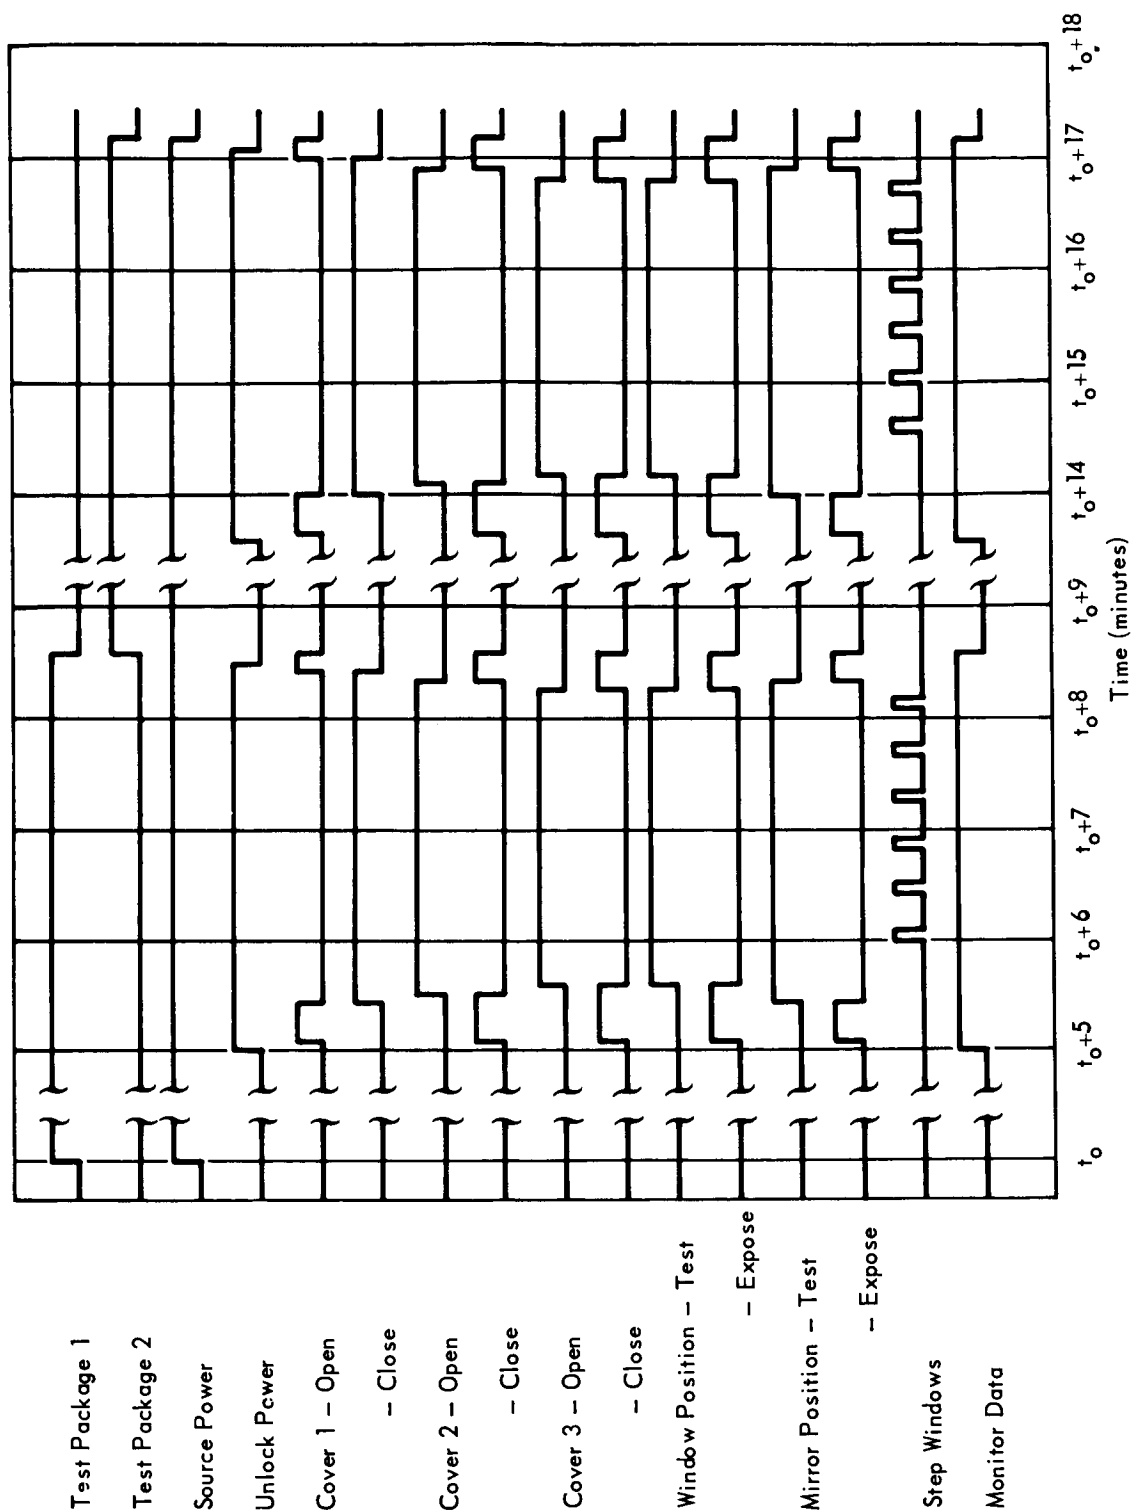 Test Package 1
Test Package 2
Source Power
Unlock Power
Cover 1 – Open
– Close
Cover 2 – Open
– Close
Cover 3 – Open
– Close
Window Position – Test
– Expose
Mirror Position – Test
– Expose
Step Windows
Monitor Data
t₀ t₀+5 t₀+6 t₀+7 t₀+8 t₀+9 t₀+14 t₀+15 t₀+16 t₀+17 t₀+18
Time (minutes)